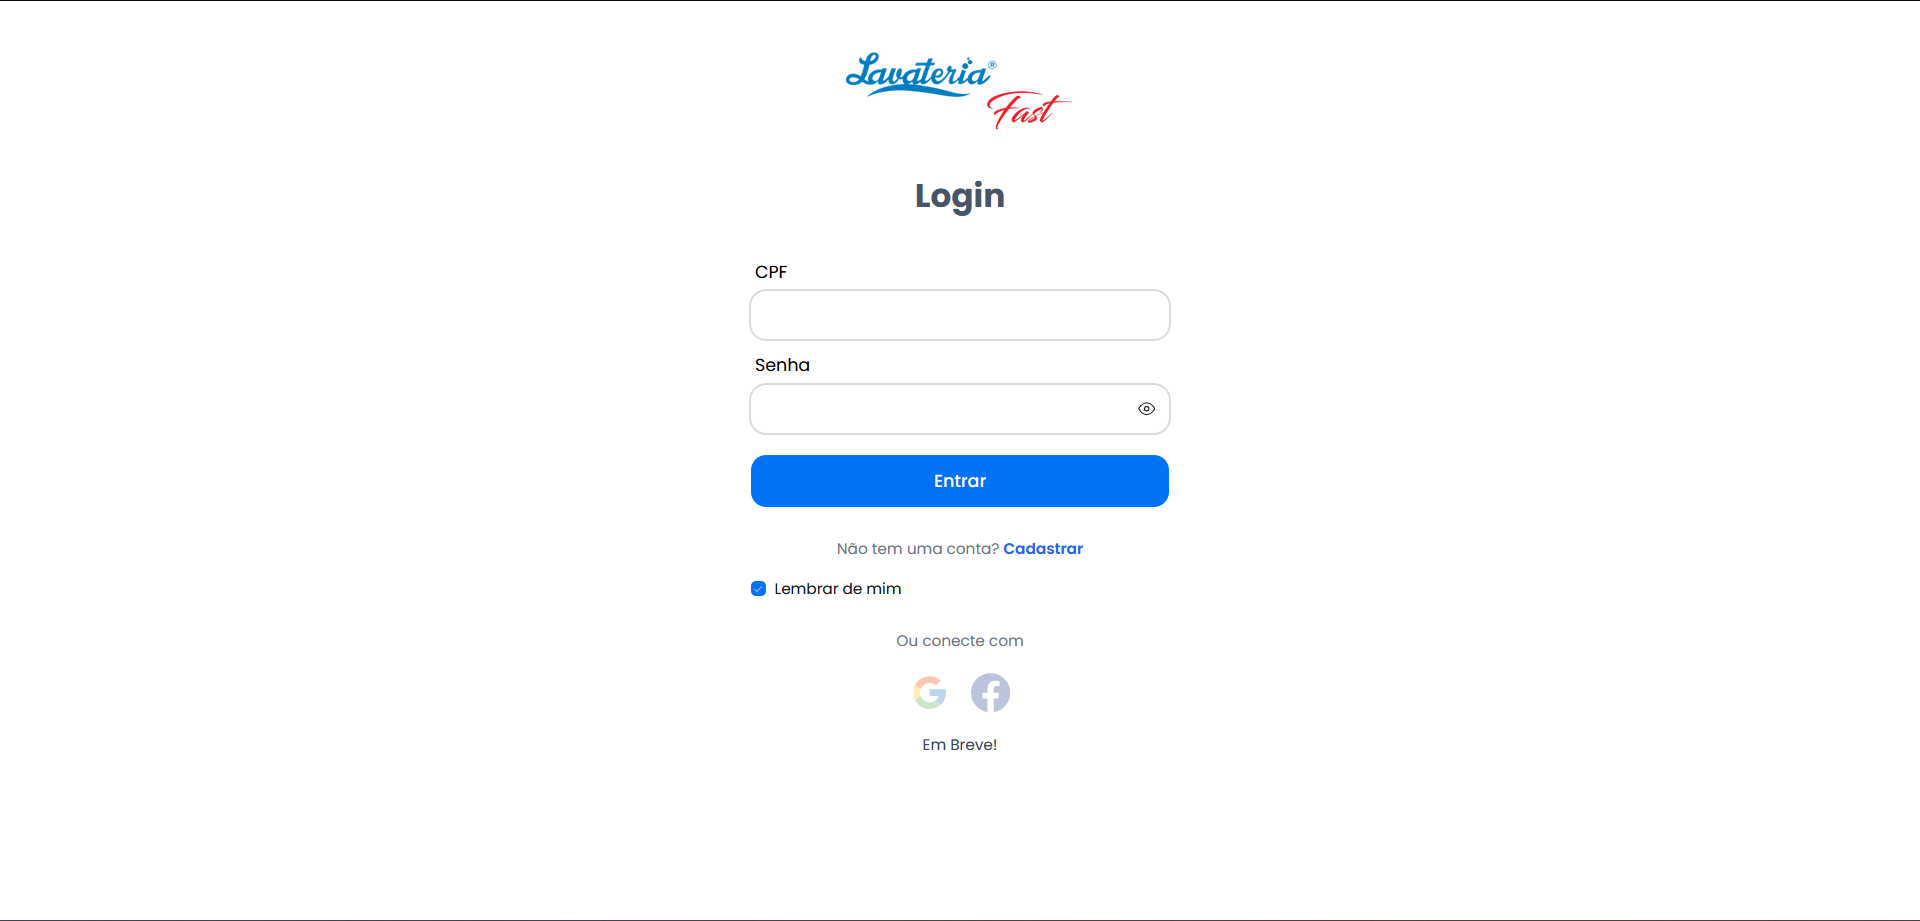 Lavateria®
Fast
Login
CPF
Senha
Entrar
Não tem uma conta? Cadastrar
Lembrar de mim
Ou conecte com
Em Breve!